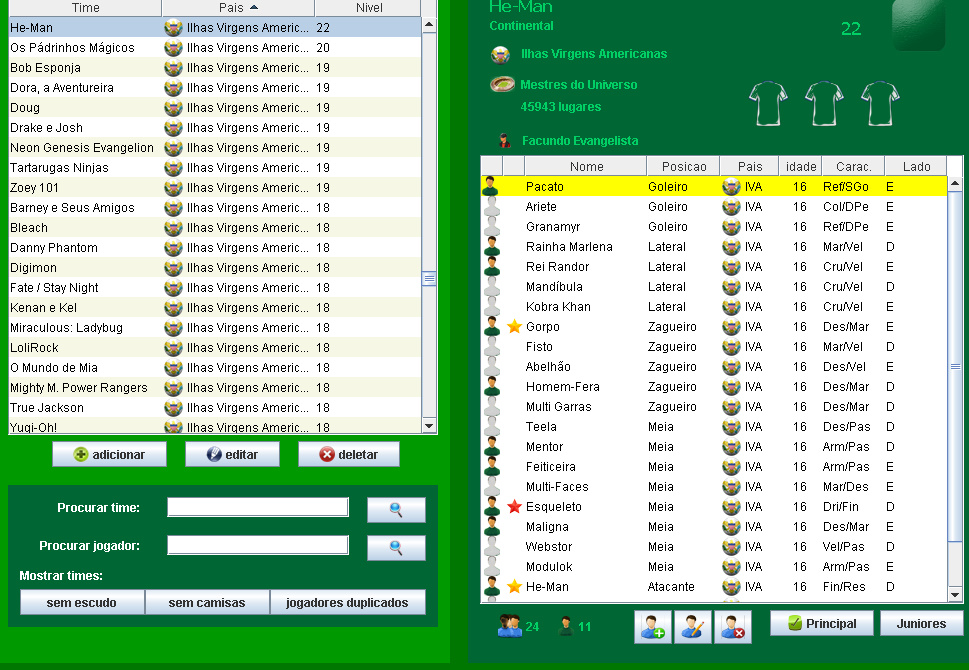 Time Pais Nivel
He-Man Ilhas Virgens Americ... 22
Os Pádrinhos Mágicos Ilhas Virgens Americ... 20
Bob Esponja Ilhas Virgens Americ... 19
Dora, a Aventureira Ilhas Virgens Americ... 19
Doug Ilhas Virgens Americ... 19
Drake e Josh Ilhas Virgens Americ... 19
Neon Genesis Evangelion Ilhas Virgens Americ... 19
Tartarugas Ninjas Ilhas Virgens Americ... 19
Zoey 101 Ilhas Virgens Americ... 19
Barney e Seus Amigos Ilhas Virgens Americ... 18
Bleach Ilhas Virgens Americ... 18
Danny Phantom Ilhas Virgens Americ... 18
Digimon Ilhas Virgens Americ... 18
Fate / Stay Night Ilhas Virgens Americ... 18
Kenan e Kel Ilhas Virgens Americ... 18
Miraculous: Ladybug Ilhas Virgens Americ... 18
LoliRock Ilhas Virgens Americ... 18
O Mundo de Mia Ilhas Virgens Americ... 18
Mighty M. Power Rangers Ilhas Virgens Americ... 18
True Jackson Ilhas Virgens Americ... 18
Yugi-Oh! Ilhas Virgens Americ... 18
adicionar editar deletar
Procurar time:
Procurar jogador:
Mostrar times:
sem escudo sem camisas jogadores duplicados
He-Man
Continental
22
Ilhas Virgens Americanas
Mestres do Universo
45943 lugares
Facundo Evangelista
Nome Posicao Pais idade Carac. Lado
Pacato Goleiro IVA 16 Ref/SGo E
Ariete Goleiro IVA 16 Col/DPe E
Granamyr Goleiro IVA 16 Ref/DPe E
Rainha Marlena Lateral IVA 16 Mar/Vel D
Rei Randor Lateral IVA 16 Cru/Vel E
Mandíbula Lateral IVA 16 Cru/Vel D
Kobra Khan Lateral IVA 16 Cru/Vel E
Gorpo Zagueiro IVA 16 Des/Mar E
Fisto Zagueiro IVA 16 Mar/Vel D
Abelhão Zagueiro IVA 16 Des/Vel E
Homem-Fera Zagueiro IVA 16 Des/Mar D
Multi Garras Zagueiro IVA 16 Des/Mar D
Teela Meia IVA 16 Des/Pas D
Mentor Meia IVA 16 Arm/Pas E
Feiticeira Meia IVA 16 Arm/Pas E
Multi-Faces Meia IVA 16 Mar/Des E
Esqueleto Meia IVA 16 Dri/Fin D
Maligna Meia IVA 16 Des/Mar E
Webstor Meia IVA 16 Vel/Pas D
Modulok Meia IVA 16 Arm/Pas E
He-Man Atacante IVA 16 Fin/Res D
24 11 Principal Juniores